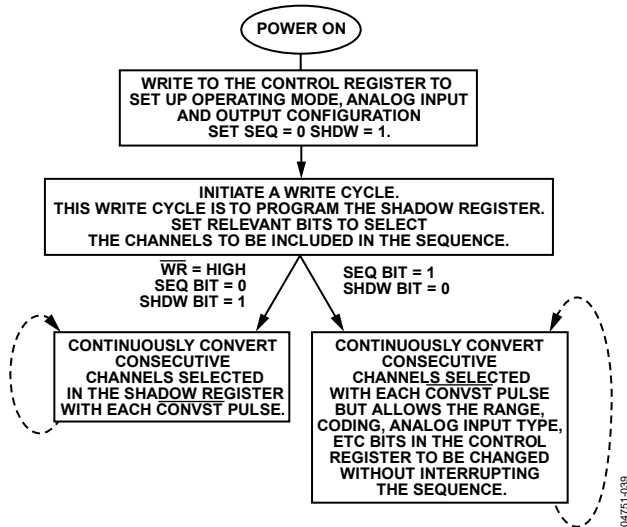 POWER ON
WRITE TO THE CONTROL REGISTER TO
SET UP OPERATING MODE, ANALOG INPUT
AND OUTPUT CONFIGURATION
SET SEQ = 0 SHDW = 1.
INITIATE A WRITE CYCLE.
THIS WRITE CYCLE IS TO PROGRAM THE SHADOW REGISTER.
SET RELEVANT BITS TO SELECT
THE CHANNELS TO BE INCLUDED IN THE SEQUENCE.
WR = HIGH
SEQ BIT = 0
SHDW BIT = 1
SEQ BIT = 1
SHDW BIT = 0
CONTINUOUSLY CONVERT
CONSECUTIVE
CHANNELS SELECTED
IN THE SHADOW REGISTER
WITH EACH CONVST PULSE.
CONTINUOUSLY CONVERT
CONSECUTIVE
CHANNELS SELECTED
WITH EACH CONVST PULSE
BUT ALLOWS THE RANGE,
CODING, ANALOG INPUT TYPE,
ETC BITS IN THE CONTROL
REGISTER TO BE CHANGED
WITHOUT INTERRUPTING
THE SEQUENCE.
04751-039